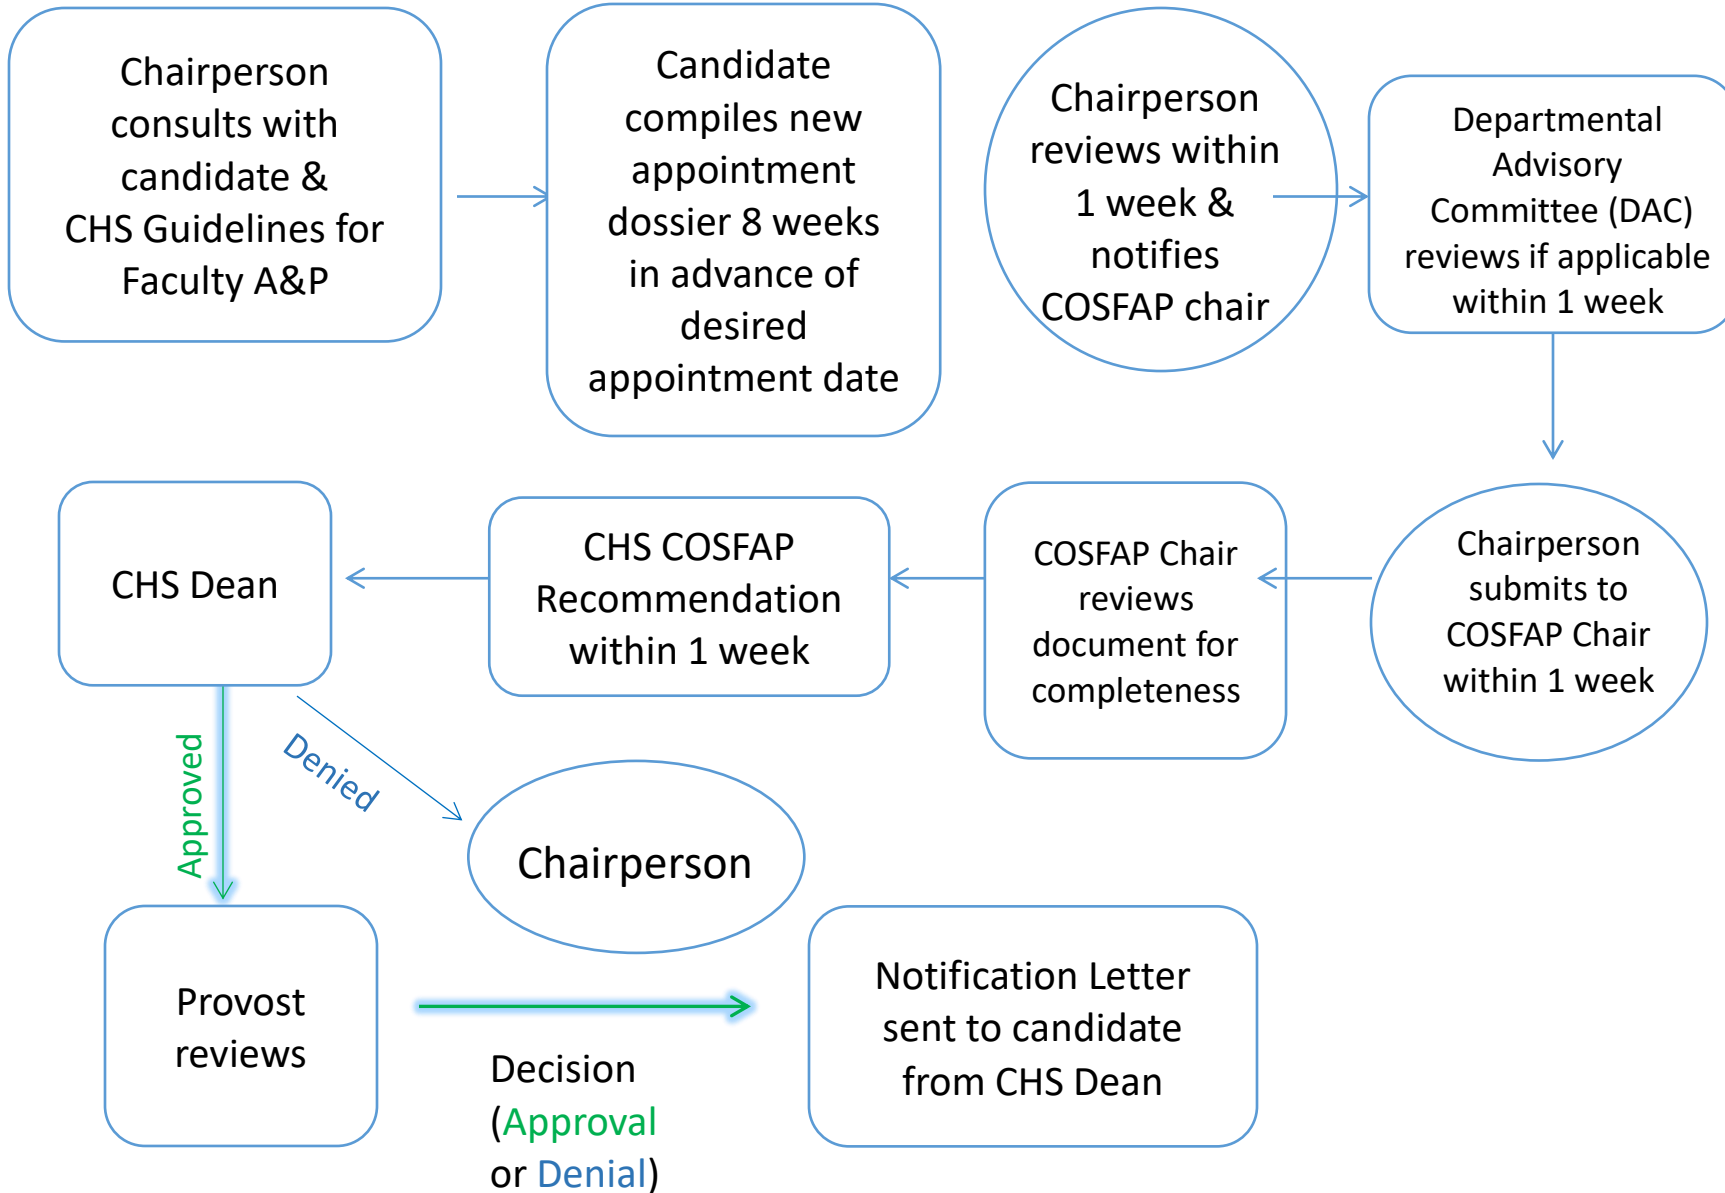 Chairperson
consults with
candidate &
CHS Guidelines for
Faculty A&P
Candidate
compiles new
appointment
dossier 8 weeks
in advance of
desired
appointment date
Chairperson
reviews within
1 week &
notifies
COSFAP chair
Departmental
Advisory
Committee (DAC)
reviews if applicable
within 1 week
Chairperson
submits to
COSFAP Chair
within 1 week
COSFAP Chair
reviews
document for
completeness
CHS COSFAP
Recommendation
within 1 week
CHS Dean
Approved
Denied
Chairperson
Provost
reviews
Decision
(Approval
or Denial)
Notification Letter
sent to candidate
from CHS Dean